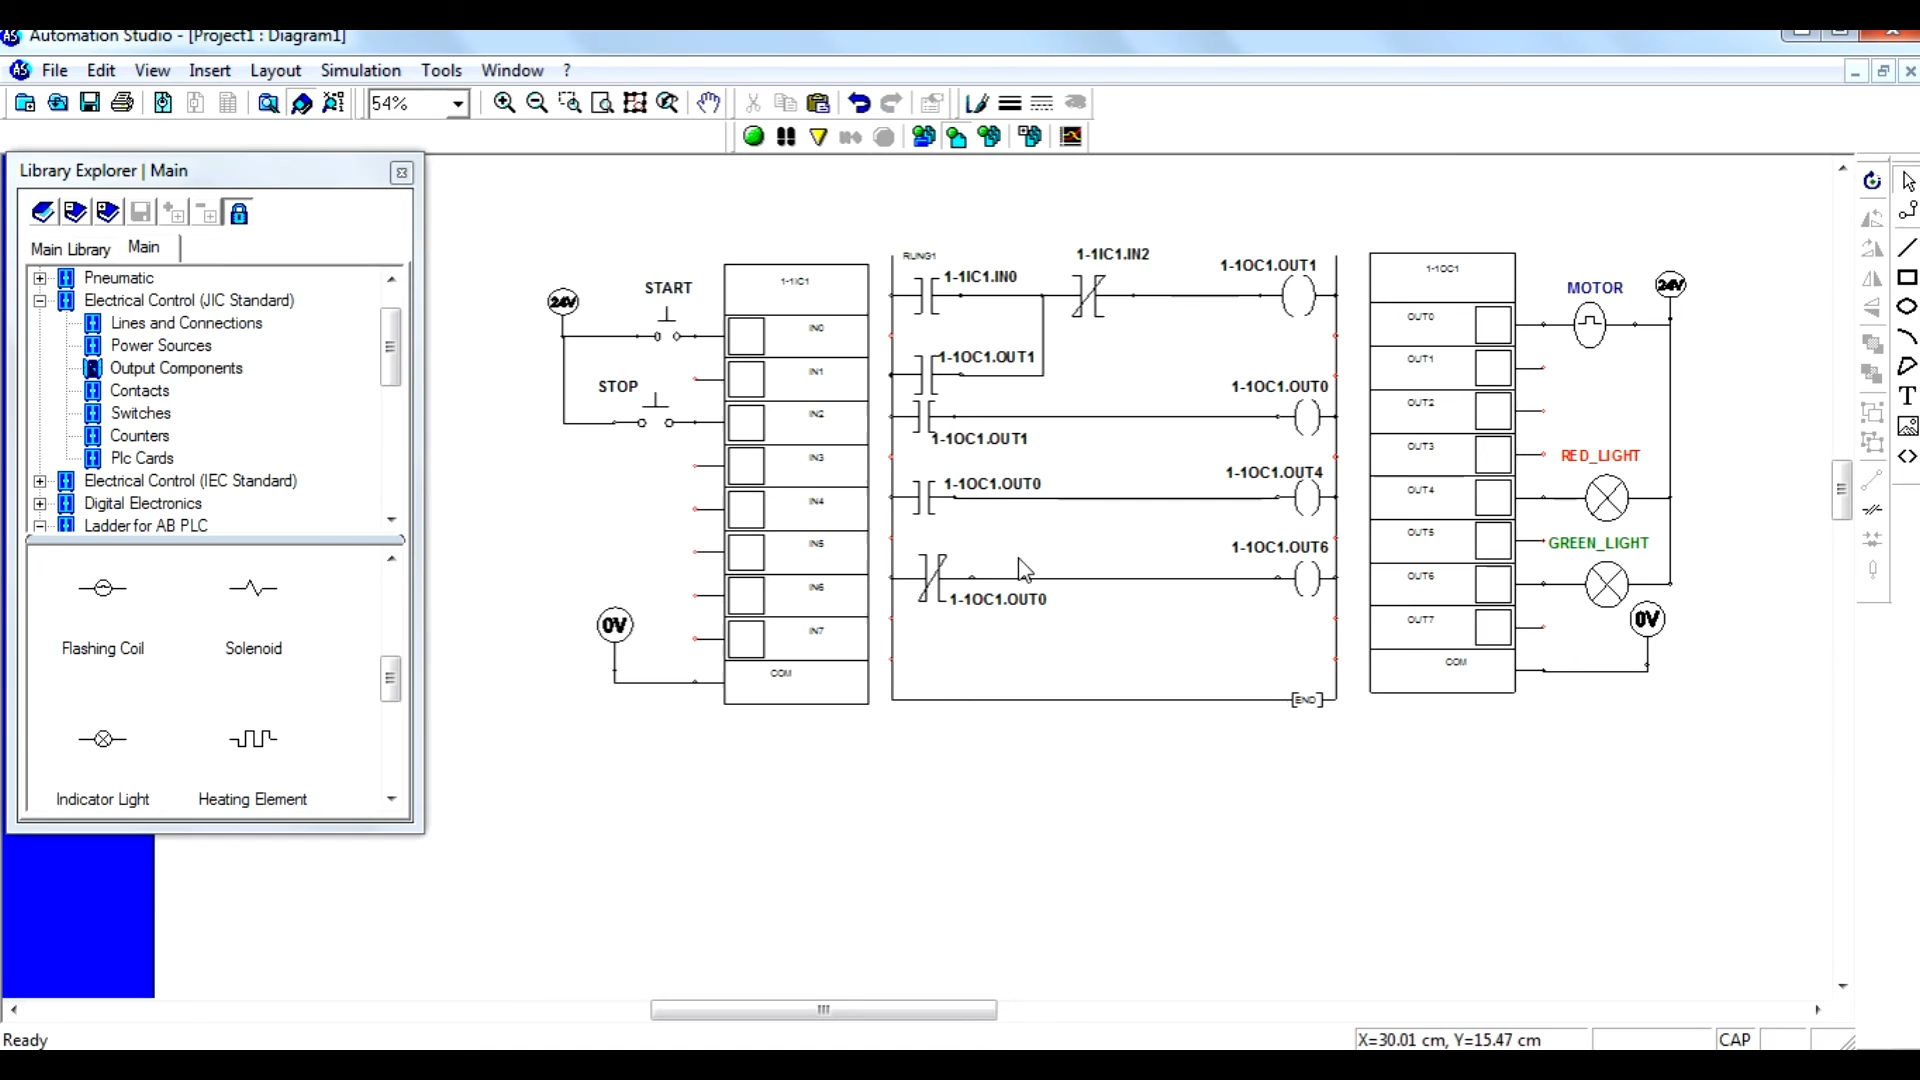 Automation Studio - [Project1 : Diagram1]
File Edit View Insert Layout Simulation Tools Window ?
54%
Library Explorer | Main
Main Library Main
Pneumatic
Electrical Control (JIC Standard)
Lines and Connections
Power Sources
Output Components
Contacts
Switches
Counters
Plc Cards
Electrical Control (IEC Standard)
Digital Electronics
Ladder for AB PLC
Flashing Coil
Solenoid
Indicator Light
Heating Element
24V
START
STOP
0V
1-1IC1
IN0
IN1
IN2
IN3
IN4
IN5
IN6
IN7
COM
RUNG1
1-1IC1.IN0
1-1IC1.IN2
1-1OC1.OUT1
1-1OC1.OUT1
1-1OC1.OUT0
1-1OC1.OUT1
1-1OC1.OUT4
1-1OC1.OUT0
1-1OC1.OUT6
1-1OC1.OUT0
[END]
1-1OC1
OUT0
OUT1
OUT2
OUT3
OUT4
OUT5
OUT6
OUT7
COM
MOTOR
24V
RED_LIGHT
GREEN_LIGHT
0V
Ready
X=30.01 cm, Y=15.47 cm
CAP